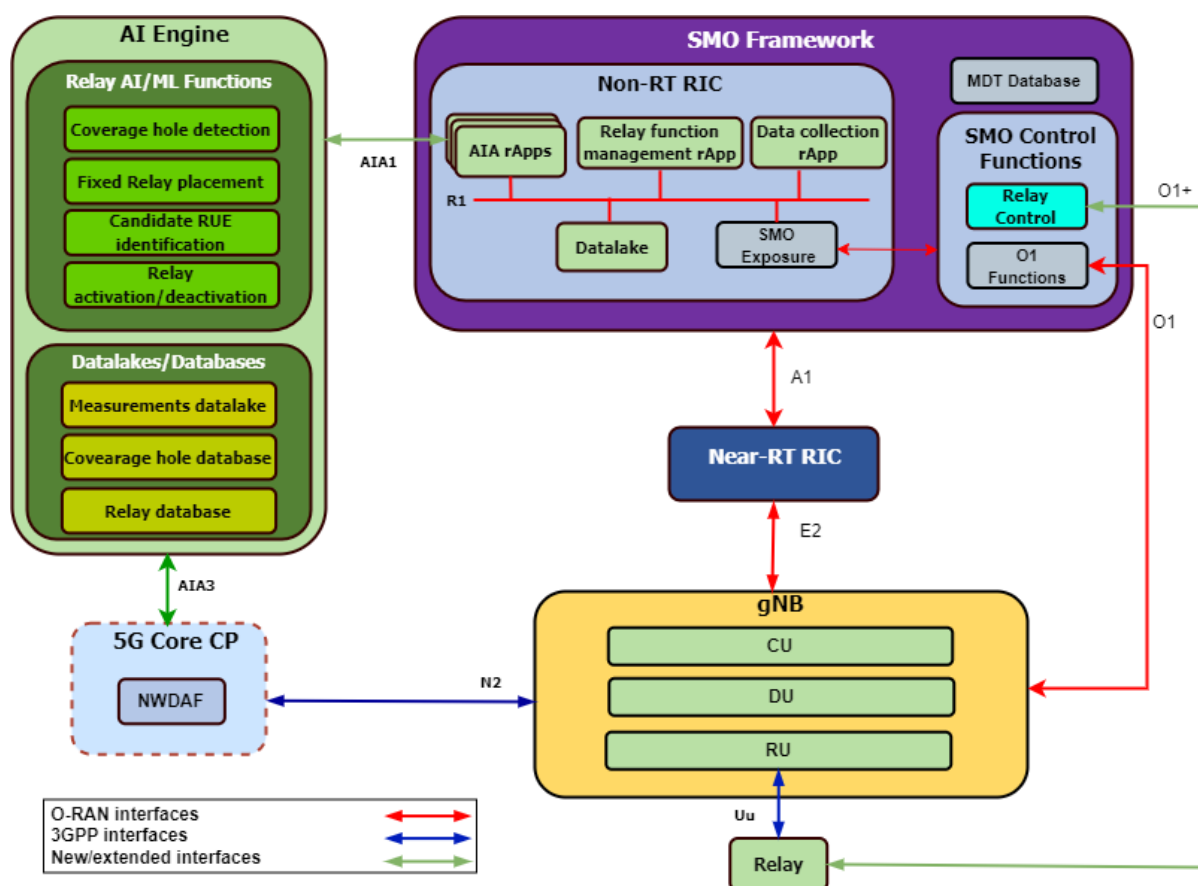 AI Engine
Relay AI/ML Functions
Coverage hole detection
Fixed Relay placement
Candidate RUE
identification
Relay
activation/deactivation
Datalakes/Databases
Measurements datalake
Covearage hole database
Relay database
AIA1
AIA3
SMO Framework
Non-RT RIC
AIA rApps
Relay function
management rApp
Data collection
rApp
R1
Datalake
SMO
Exposure
MDT Database
SMO Control
Functions
Relay
Control
O1
Functions
O1+
O1
A1
Near-RT RIC
E2
5G Core CP
NWDAF
N2
gNB
CU
DU
RU
Uu
Relay
O-RAN interfaces
3GPP interfaces
New/extended interfaces